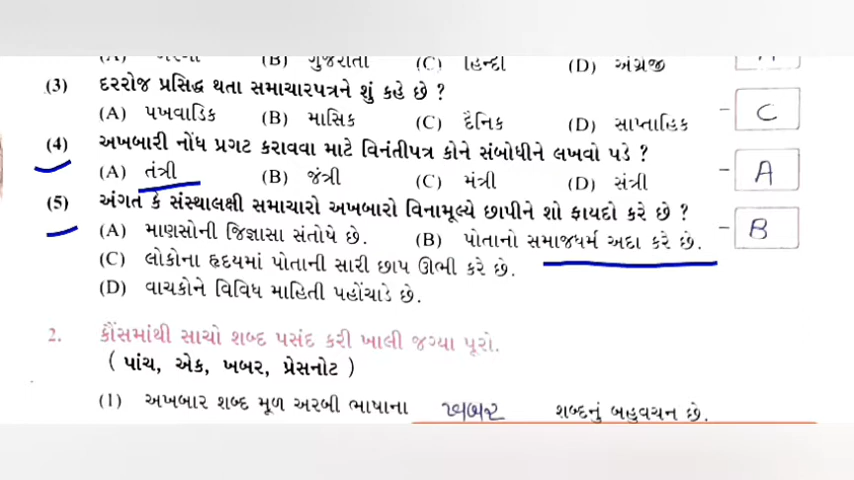 (B) ગુજરાતી (C) હિન્દી (D) અંગ્રેજી
(3) દરરોજ પ્રસિદ્ધ થતા સમાચારપત્રને શું કહે છે ?
(A) પખવાડિક (B) માસિક (C) દૈનિક (D) સાપ્તાહિક – C
(4) અખબારી નોંધ પ્રગટ કરાવવા માટે વિનંતીપત્ર કોને સંબોધીને લખવો પડે ?
(A) તંત્રી (B) જંત્રી (C) મંત્રી (D) સંત્રી – A
(5) અંગત કે સંસ્થાલક્ષી સમાચારો અખબારો વિનામૂલ્યે છાપીને શો ફાયદો કરે છે ?
(A) માણસોની જિજ્ઞાસા સંતોષે છે. (B) પોતાનો સમાજધર્મ અદા કરે છે. – B
(C) લોકોના હૃદયમાં પોતાની સારી છાપ ઊભી કરે છે.
(D) વાચકોને વિવિધ માહિતી પહોંચાડે છે.
2. કૌંસમાંથી સાચો શબ્દ પસંદ કરી ખાલી જગ્યા પૂરો.
( પાંચ, એક, ખબર, પ્રેસનોટ )
(1) અખબાર શબ્દ મૂળ અરબી ભાષાના ખબર શબ્દનું બહુવચન છે.